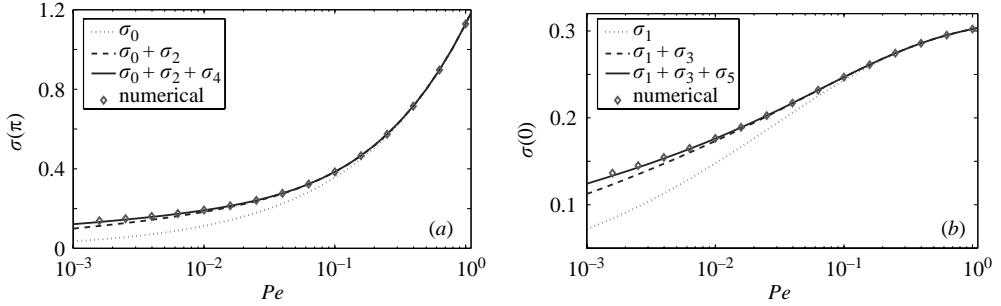 1.2
0.8
0.4
0
σ(π)
σ₀
σ₀ + σ₂
σ₀ + σ₂ + σ₄
numerical
(a)
10⁻³ 10⁻² 10⁻¹ 10⁰
Pe
0.3
0.2
0.1
σ(0)
σ₁
σ₁ + σ₃
σ₁ + σ₃ + σ₅
numerical
(b)
10⁻³ 10⁻² 10⁻¹ 10⁰
Pe